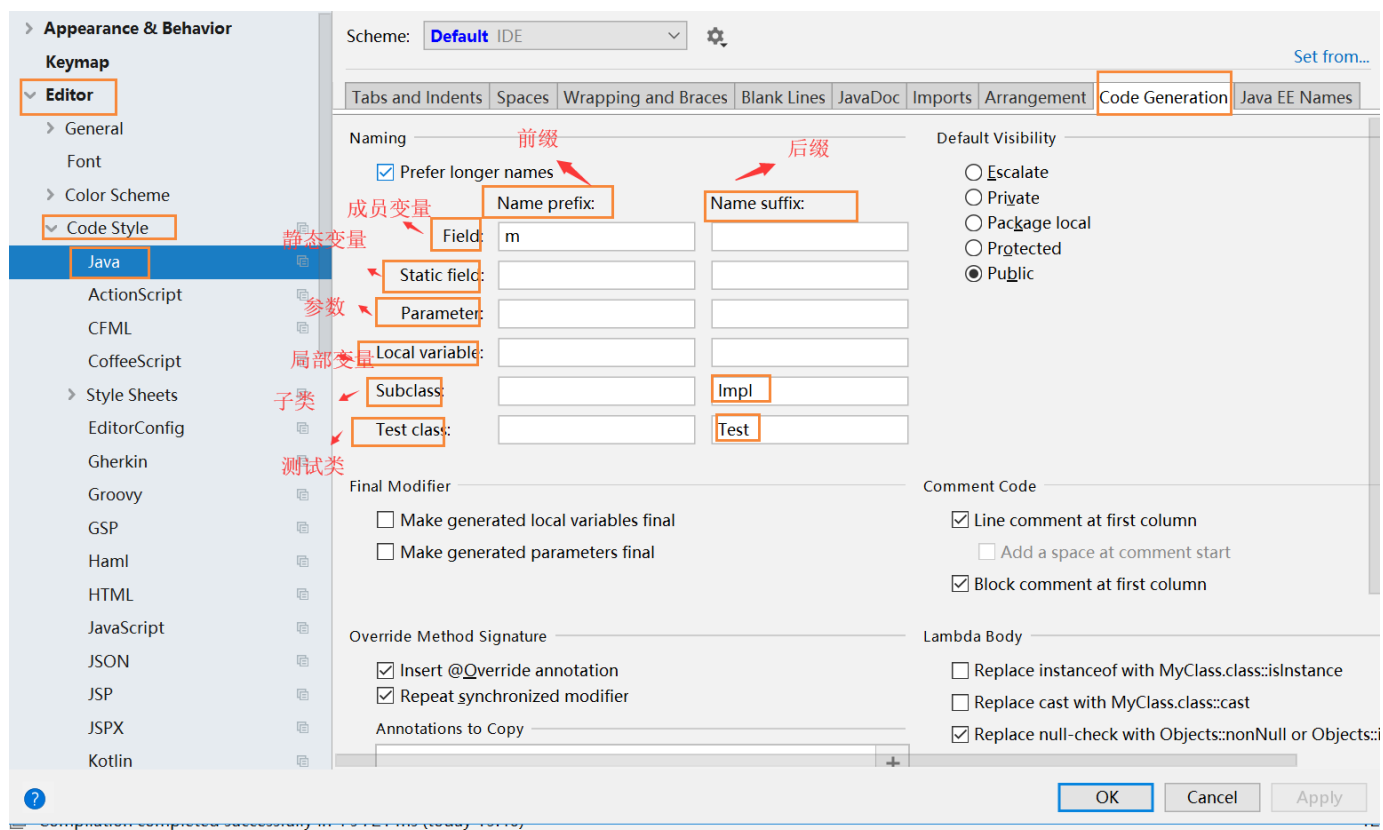 Appearance & Behavior
Keymap
Editor
General
Font
Color Scheme
Code Style
Java
ActionScript
CFML
CoffeeScript
Style Sheets
EditorConfig
Gherkin
Groovy
GSP
Haml
HTML
JavaScript
JSON
JSP
JSPX
Kotlin
Scheme: Default IDE
Set from...
Tabs and Indents Spaces Wrapping and Braces Blank Lines JavaDoc Imports Arrangement Code Generation Java EE Names
Naming
前缀
后缀
Prefer longer names
Name prefix: Name suffix:
成员变量
Field: m
静态变量
Static field:
参数
Parameter:
局部变量
Local variable:
子类
Subclass: Impl
测试类
Test class: Test
Default Visibility
Escalate
Private
Package local
Protected
Public
Final Modifier
Make generated local variables final
Make generated parameters final
Comment Code
Line comment at first column
Add a space at comment start
Block comment at first column
Override Method Signature
Insert @Override annotation
Repeat synchronized modifier
Annotations to Copy
Lambda Body
Replace instanceof with MyClass.class::isInstance
Replace cast with MyClass.class::cast
Replace null-check with Objects::nonNull or Objects::i
?
OK Cancel Apply